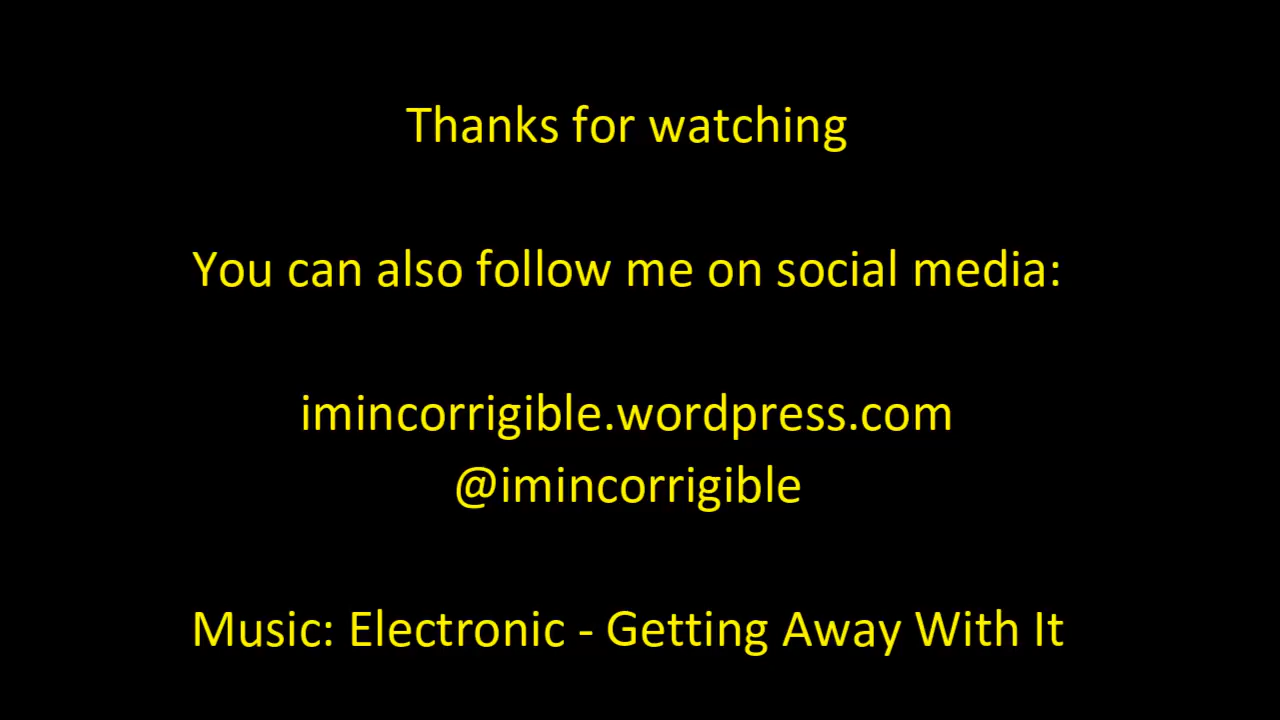 Thanks for watching
You can also follow me on social media:
imincorrigible.wordpress.com
@imincorrigible
Music: Electronic - Getting Away With It